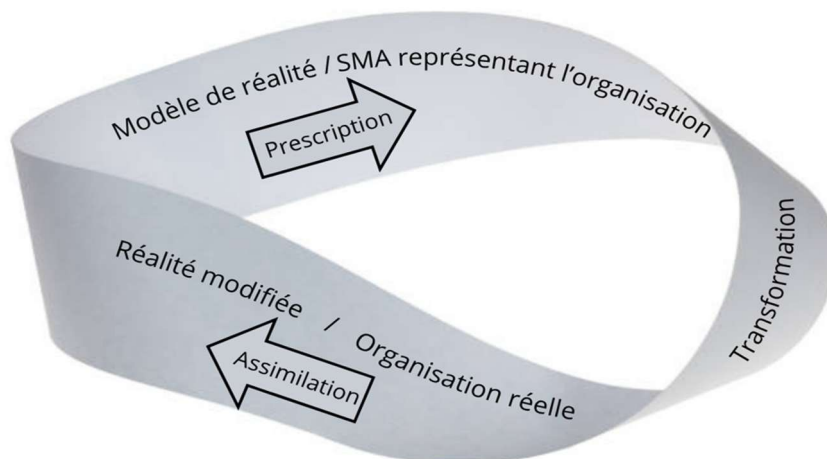 Modèle de réalité / SMA représentant l'organisation
Prescription
Transformation
Réalité modifiée / Organisation réelle
Assimilation